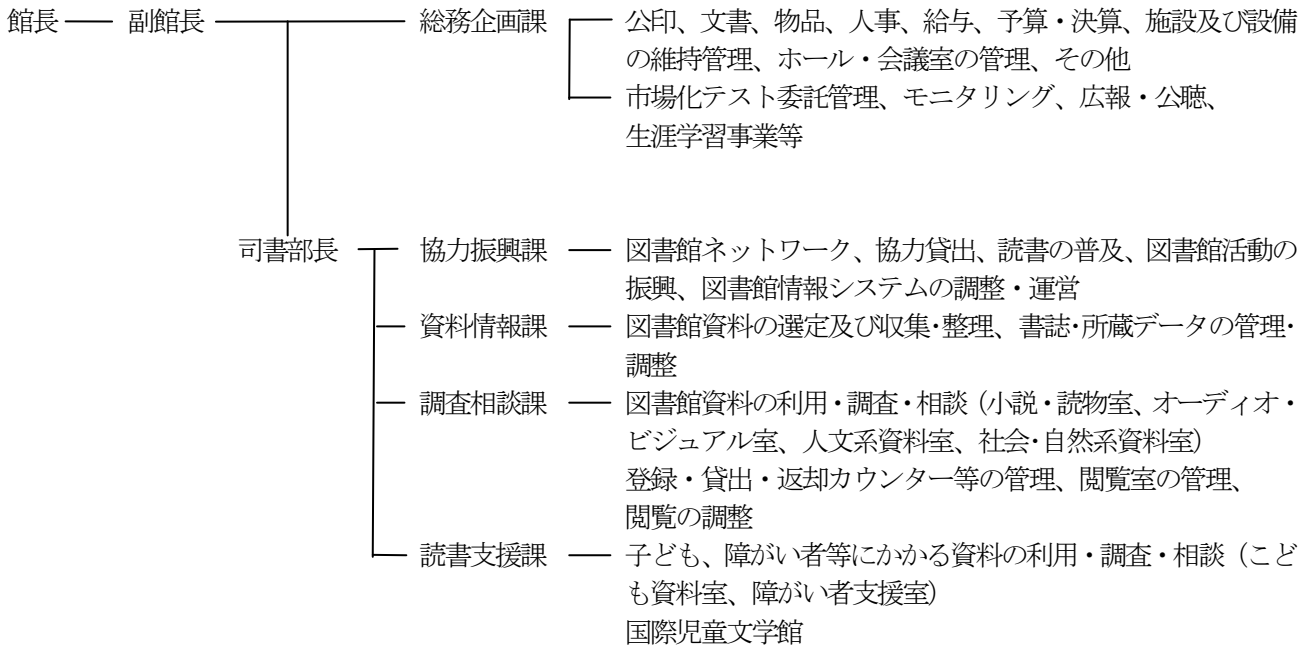 館長 副館長 総務企画課 公印、文書、物品、人事、給与、予算・決算、施設及び設備
の維持管理、ホール・会議室の管理、その他
市場化テスト委託管理、モニタリング、広報・公聴、
生涯学習事業等
司書部長 協力振興課 図書館ネットワーク、協力貸出、読書の普及、図書館活動の
振興、図書館情報システムの調整・運営
資料情報課 図書館資料の選定及び収集・整理、書誌・所蔵データの管理・
調整
調査相談課 図書館資料の利用・調査・相談（小説・読物室、オーディオ・
ビジュアル室、人文系資料室、社会・自然系資料室）
登録・貸出・返却カウンター等の管理、閲覧室の管理、
閲覧の調整
読書支援課 子ども、障がい者等にかかる資料の利用・調査・相談（こど
も資料室、障がい者支援室）
国際児童文学館